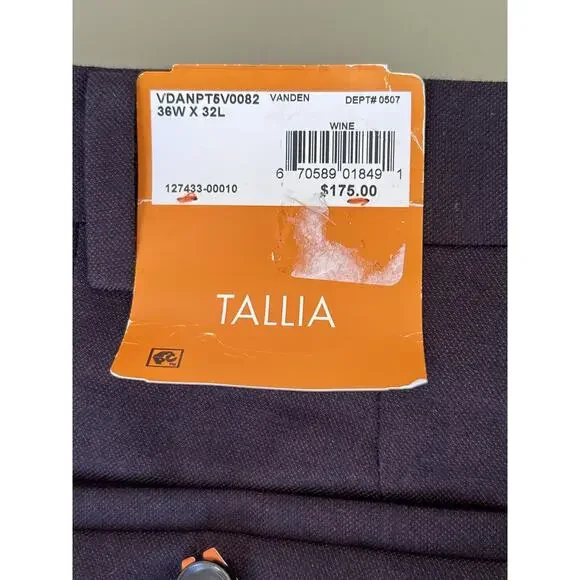 VDANPT5V0082 VANDEN DEPT# 0507
36W X 32L
WINE
6 70589 01849 1
127433-00010 $175.00
TALLIA